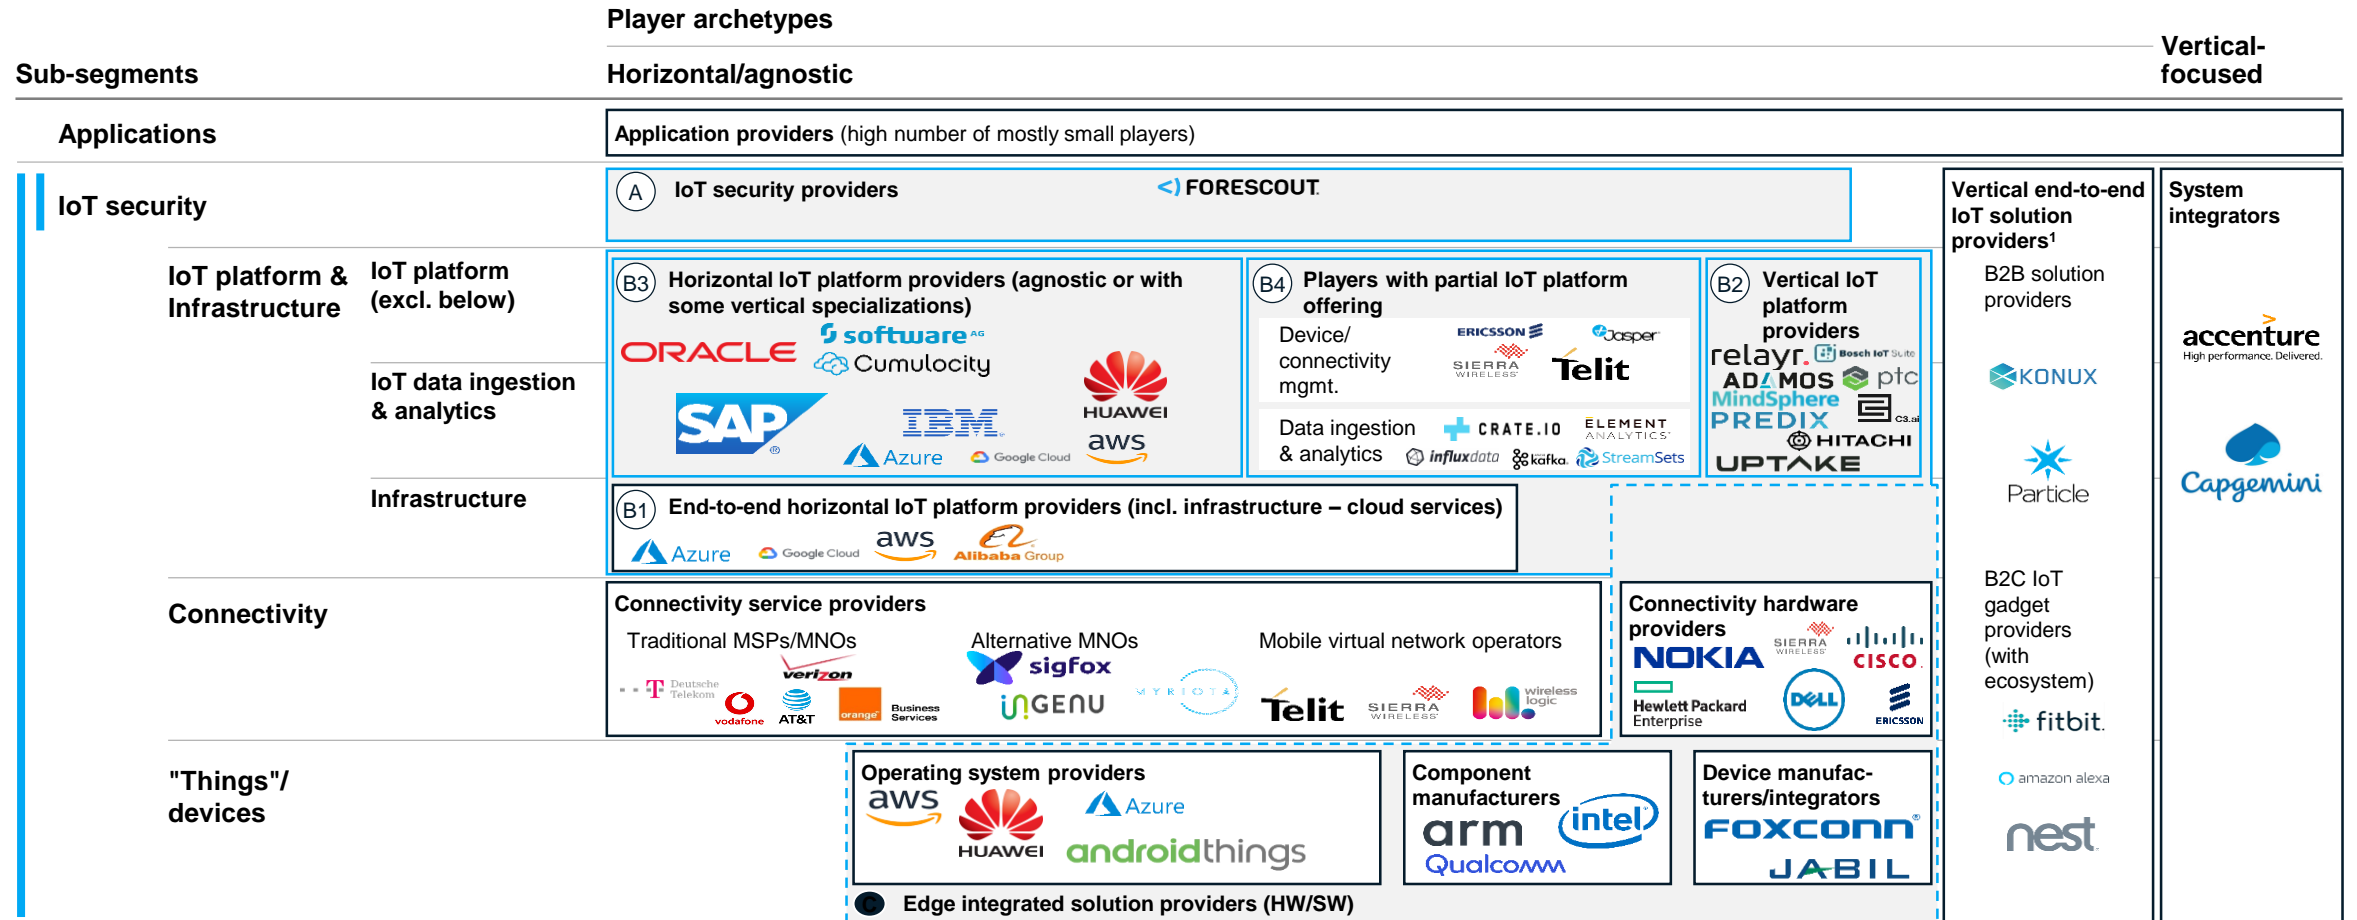 Player archetypes
Sub-segments
Horizontal/agnostic
Vertical-
focused
Applications
Application providers (high number of mostly small players)
IoT security
A
IoT security providers
<) FORESCOUT.
Vertical end-to-end
IoT solution
providers¹
B2B solution
providers
KONUX
Particle
B2C IoT
gadget
providers
(with
ecosystem)
fitbit.
amazon alexa
nest
System
integrators
accenture
High performance. Delivered.
Capgemini
IoT platform &
Infrastructure
IoT platform
(excl. below)
IoT data ingestion
& analytics
Infrastructure
B3
Horizontal IoT platform providers (agnostic or with
some vertical specializations)
ORACLE
software AG
Cumulocity
HUAWEI
SAP ®
IBM
Azure
Google Cloud
aws
B4
Players with partial IoT platform
offering
Device/
connectivity
mgmt.
ERICSSON
Jasper
SIERRA
WIRELESS
Telit
Data ingestion
& analytics
CRATE.IO
ELEMENT
ANALYTICS
influxdata
kafka
StreamSets
B2
Vertical IoT
platform
providers
relayr.
Bosch IoT Suite
ADAMOS
ptc
MindSphere
PREDIX
C3.ai
HITACHI
UPTAKE
B1
End-to-end horizontal IoT platform providers (incl. infrastructure – cloud services)
Azure
Google Cloud
aws
Alibaba Group
Connectivity
Connectivity service providers
Traditional MSPs/MNOs
Deutsche
Telekom
verizon
vodafone
AT&T
orange
Business
Services
Alternative MNOs
sigfox
INGENU
MYRIOTA
Mobile virtual network operators
Telit
SIERRA
WIRELESS
wireless
logic
Connectivity hardware
providers
SIERRA
WIRELESS
NOKIA
CISCO.
Hewlett Packard
Enterprise
DELL
ERICSSON
"Things"/
devices
Operating system providers
aws
HUAWEI
Azure
androidthings
Component
manufacturers
arm
intel
Qualcomm
Device manufac-
turers/integrators
FOXCONN®
JABIL
C
Edge integrated solution providers (HW/SW)